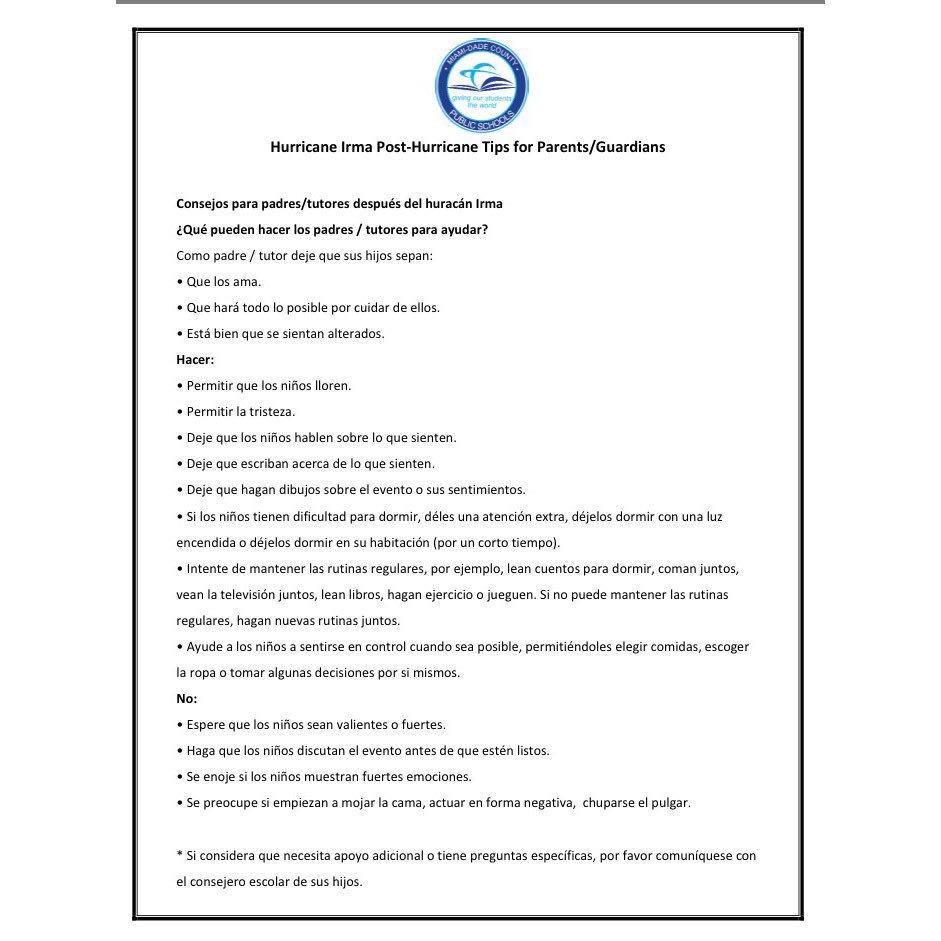 MIAMI-DADE COUNTY
giving our students
the world
PUBLIC SCHOOLS
Hurricane Irma Post-Hurricane Tips for Parents/Guardians
Consejos para padres/tutores después del huracán Irma
¿Qué pueden hacer los padres / tutores para ayudar?
Como padre / tutor deje que sus hijos sepan:
• Que los ama.
• Que hará todo lo posible por cuidar de ellos.
• Está bien que se sientan alterados.
Hacer:
• Permitir que los niños lloren.
• Permitir la tristeza.
• Deje que los niños hablen sobre lo que sienten.
• Deje que escriban acerca de lo que sienten.
• Deje que hagan dibujos sobre el evento o sus sentimientos.
• Si los niños tienen dificultad para dormir, déles una atención extra, déjelos dormir con una luz
encendida o déjelos dormir en su habitación (por un corto tiempo).
• Intente de mantener las rutinas regulares, por ejemplo, lean cuentos para dormir, coman juntos,
vean la televisión juntos, lean libros, hagan ejercicio o jueguen. Si no puede mantener las rutinas
regulares, hagan nuevas rutinas juntos.
• Ayude a los niños a sentirse en control cuando sea posible, permitiéndoles elegir comidas, escoger
la ropa o tomar algunas decisiones por si mismos.
No:
• Espere que los niños sean valientes o fuertes.
• Haga que los niños discutan el evento antes de que estén listos.
• Se enoje si los niños muestran fuertes emociones.
• Se preocupe si empiezan a mojar la cama, actuar en forma negativa,  chuparse el pulgar.
* Si considera que necesita apoyo adicional o tiene preguntas específicas, por favor comuníquese con
el consejero escolar de sus hijos.